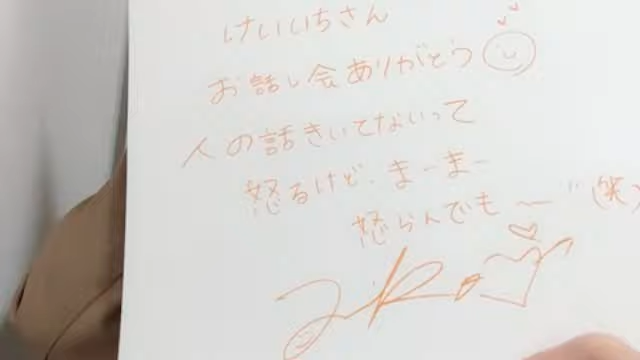 けいいちさん
お話し会ありがとう
人の話きいてないって
怒るけど、まーまー
怒らんでも〜"(笑)